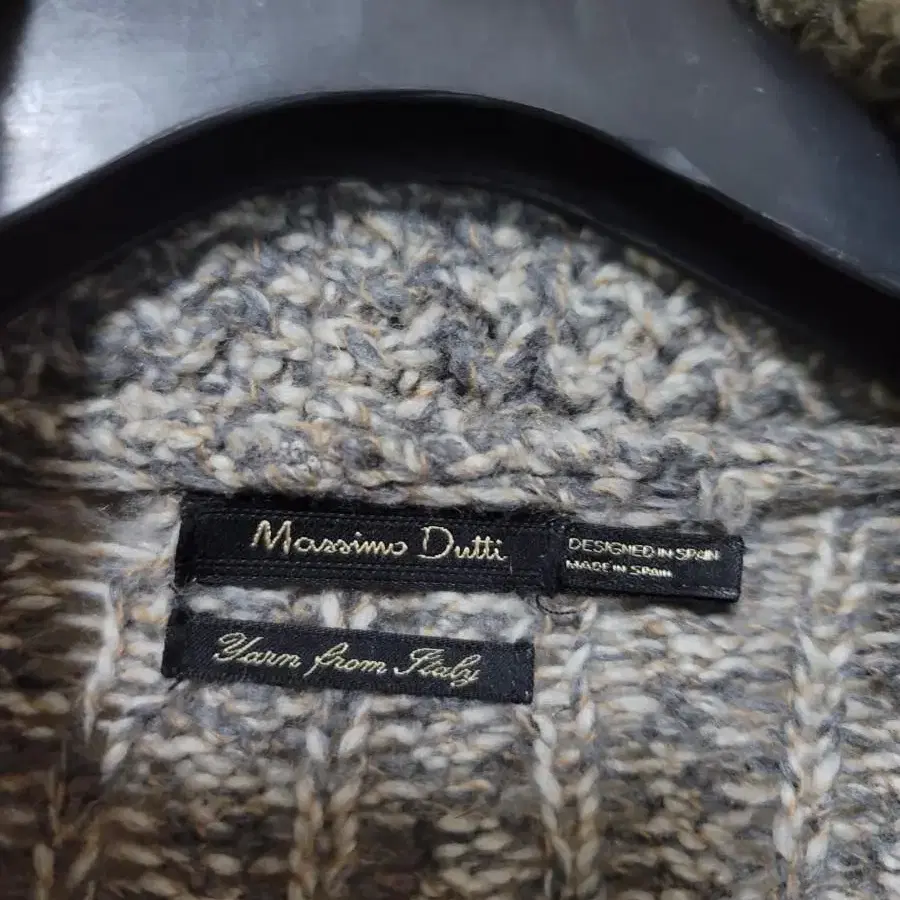 Massimo Dutti
DESIGNED IN SPAIN
MADE IN SPAIN
Yarn from Italy